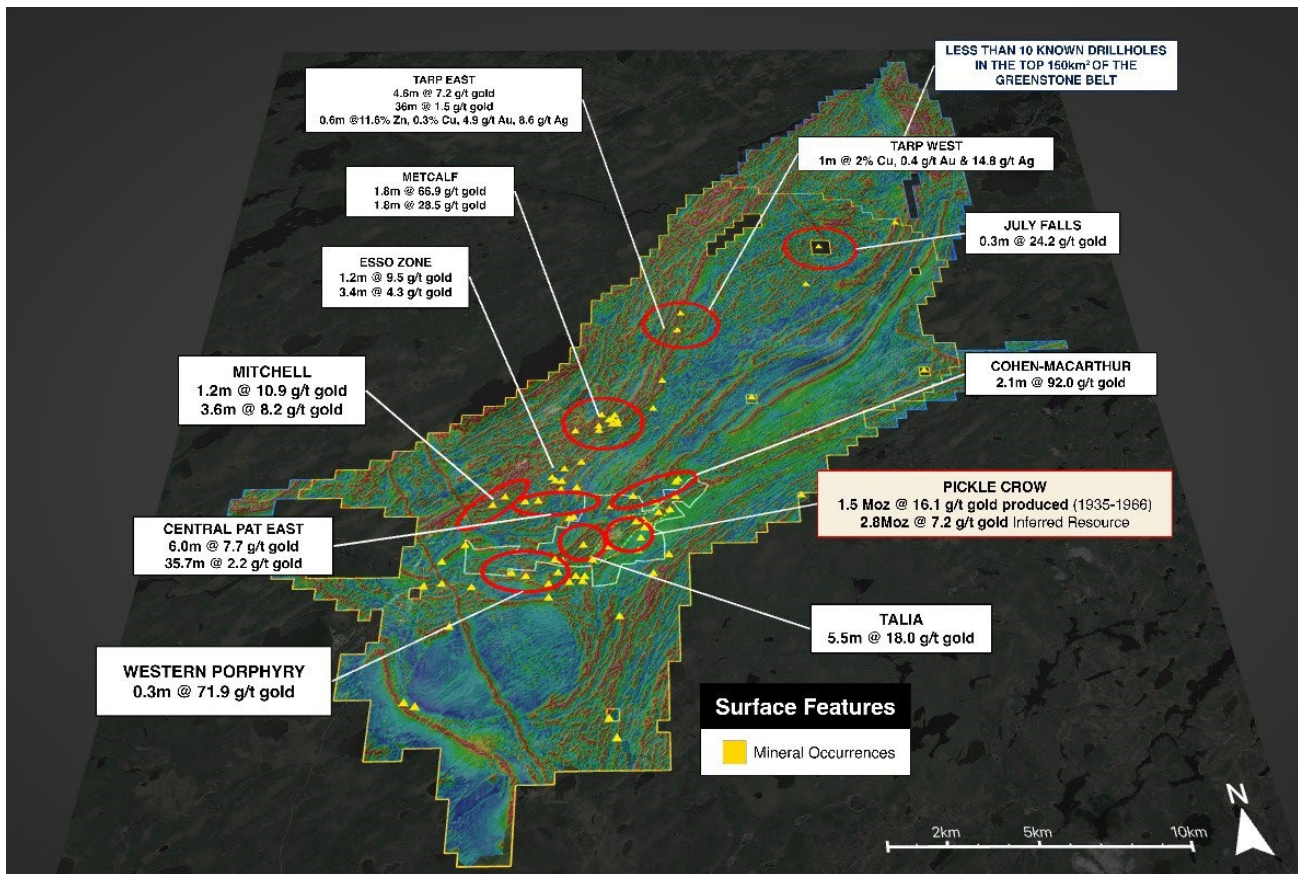 LESS THAN 10 KNOWN DRILLHOLES
IN THE TOP 150km² OF THE
GREENSTONE BELT
TARP EAST
4.6m @ 7.2 g/t gold
36m @ 1.5 g/t gold
0.6m @11.6% Zn, 0.3% Cu, 4.9 g/t Au, 8.6 g/t Ag
TARP WEST
1m @ 2% Cu, 0.4 g/t Au & 14.8 g/t Ag
METCALF
1.8m @ 66.9 g/t gold
1.8m @ 28.5 g/t gold
JULY FALLS
0.3m @ 24.2 g/t gold
ESSO ZONE
1.2m @ 9.5 g/t gold
3.4m @ 4.3 g/t gold
MITCHELL
1.2m @ 10.9 g/t gold
3.6m @ 8.2 g/t gold
COHEN-MACARTHUR
2.1m @ 92.0 g/t gold
PICKLE CROW
1.5 Moz @ 16.1 g/t gold produced (1935-1966)
2.8Moz @ 7.2 g/t gold Inferred Resource
CENTRAL PAT EAST
6.0m @ 7.7 g/t gold
35.7m @ 2.2 g/t gold
TALIA
5.5m @ 18.0 g/t gold
WESTERN PORPHYRY
0.3m @ 71.9 g/t gold
Surface Features
Mineral Occurrences
N
2km 5km 10km